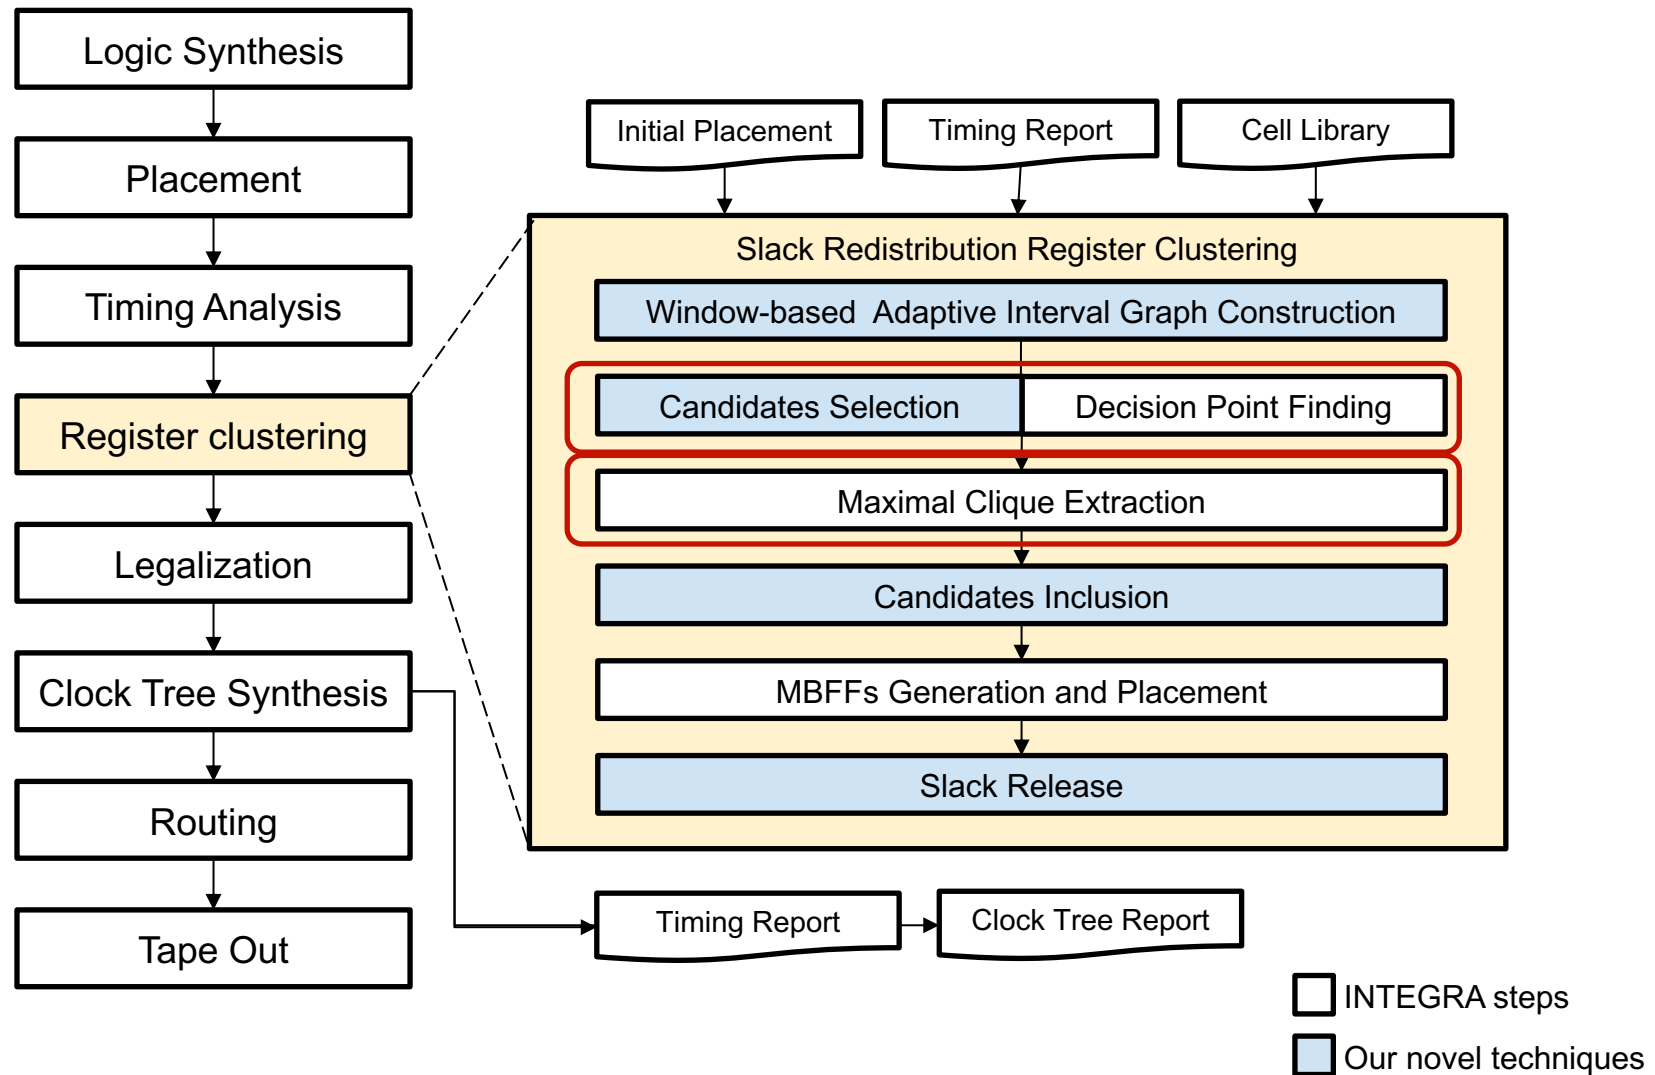 Logic Synthesis
Placement
Timing Analysis
Register clustering
Legalization
Clock Tree Synthesis
Routing
Tape Out
Initial Placement
Timing Report
Cell Library
Slack Redistribution Register Clustering
Window-based  Adaptive Interval Graph Construction
Candidates Selection
Decision Point Finding
Maximal Clique Extraction
Candidates Inclusion
MBFFs Generation and Placement
Slack Release
Timing Report
Clock Tree Report
INTEGRA steps
Our novel techniques